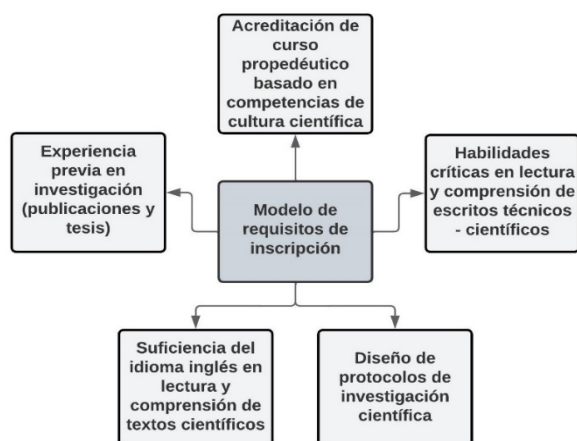 Acreditación de
curso
propedéutico
basado en
competencias de
cultura científica
Experiencia
previa en
investigación
(publicaciones y
tesis)
Modelo de
requisitos de
inscripción
Habilidades
críticas en lectura
y comprensión de
escritos técnicos
- científicos
Suficiencia del
idioma inglés en
lectura y
comprensión de
textos científicos
Diseño de
protocolos de
investigación
científica